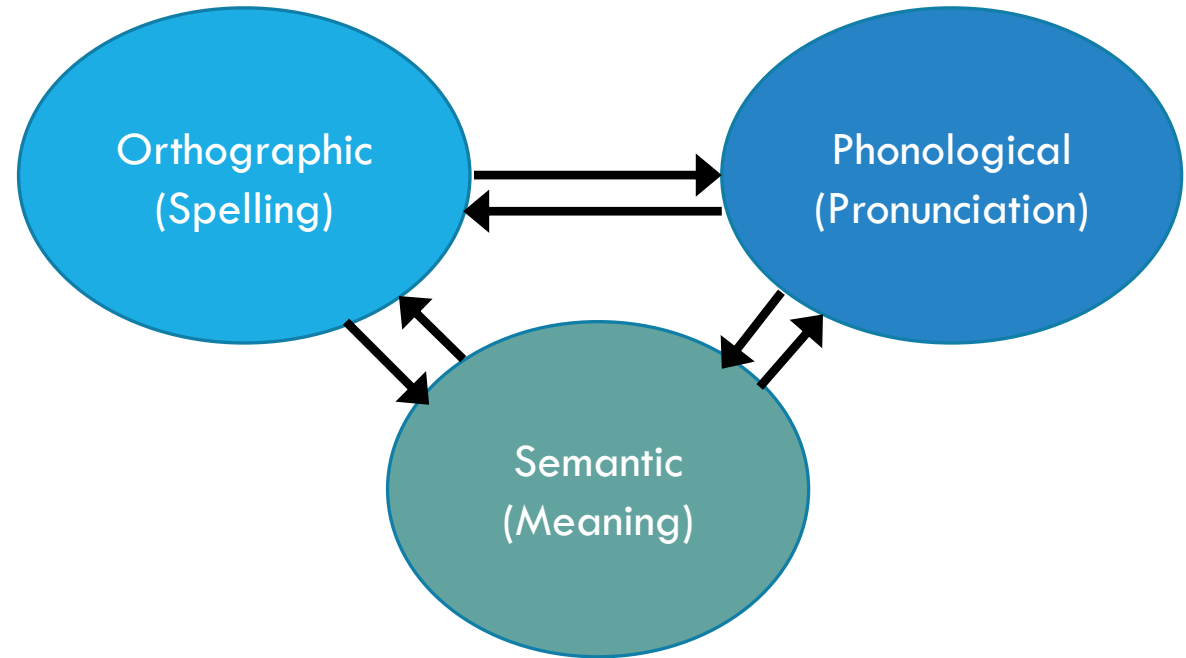 Orthographic
(Spelling)
Phonological
(Pronunciation)
Semantic
(Meaning)